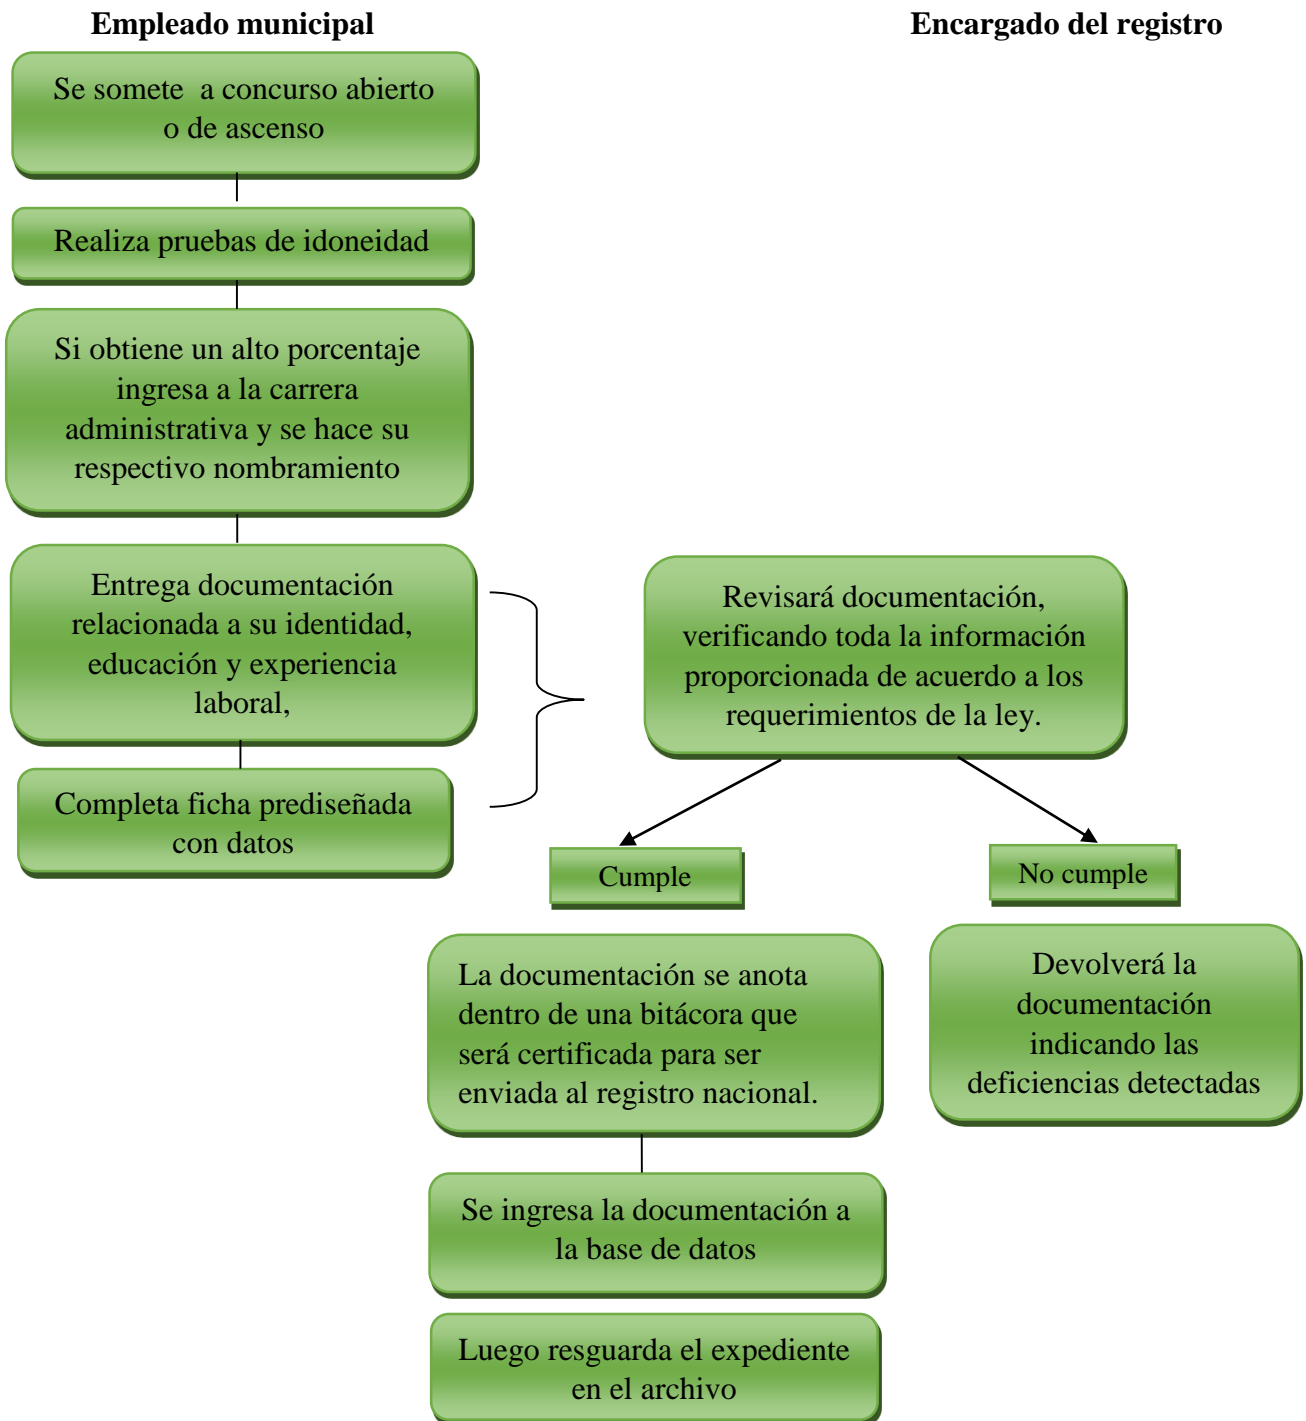 Empleado municipal
Encargado del registro
Se somete a concurso abierto
o de ascenso
Realiza pruebas de idoneidad
Si obtiene un alto porcentaje
ingresa a la carrera
administrativa y se hace su
respectivo nombramiento
Entrega documentación
relacionada a su identidad,
educación y experiencia
laboral,
Completa ficha prediseñada
con datos
Revisará documentación,
verificando toda la información
proporcionada de acuerdo a los
requerimientos de la ley.
Cumple
No cumple
La documentación se anota
dentro de una bitácora que
será certificada para ser
enviada al registro nacional.
Devolverá la
documentación
indicando las
deficiencias detectadas
Se ingresa la documentación a
la base de datos
Luego resguarda el expediente
en el archivo